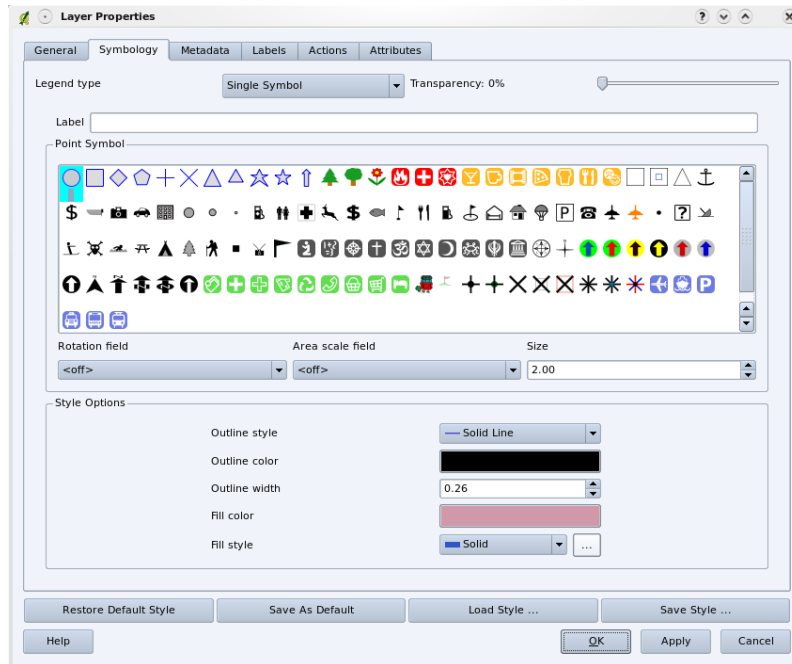 Layer Properties
General Symbology Metadata Labels Actions Attributes
Legend type Single Symbol Transparency: 0%
Label
Point Symbol
Rotation field Area scale field Size
<off> <off> 2.00
Style Options
Outline style Solid Line
Outline color
Outline width 0.26
Fill color
Fill style Solid ...
Restore Default Style Save As Default Load Style ... Save Style ...
Help OK Apply Cancel